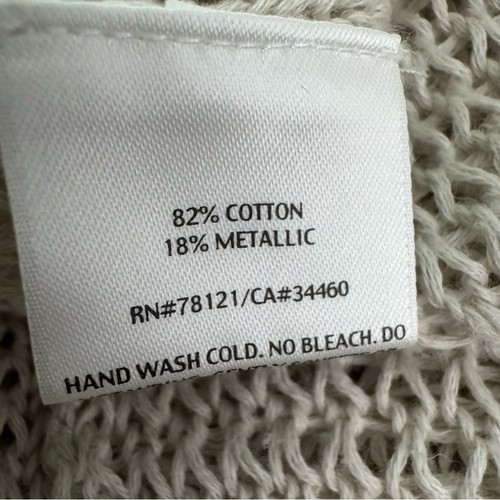 82% COTTON
18% METALLIC
RN#78121/CA#34460
HAND WASH COLD. NO BLEACH. DO